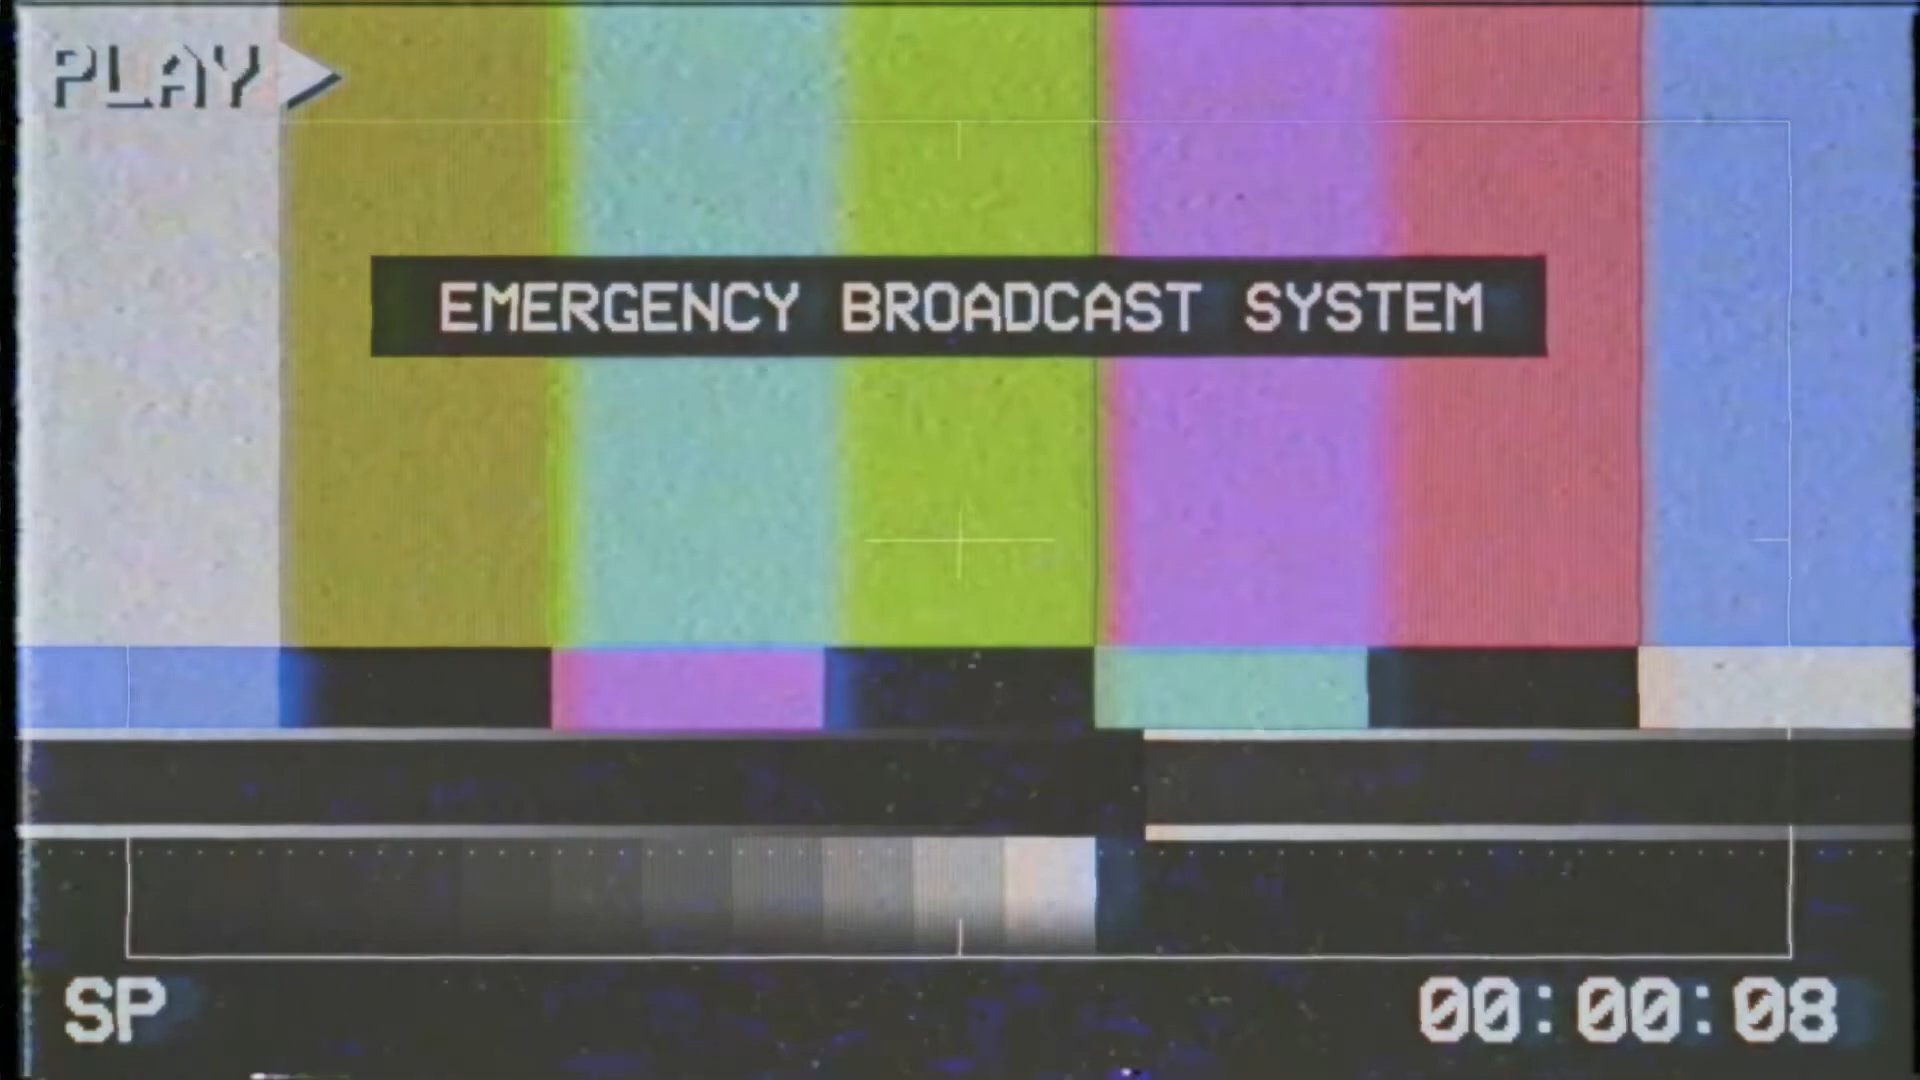 PLAY
EMERGENCY BROADCAST SYSTEM
SP
00:00:08